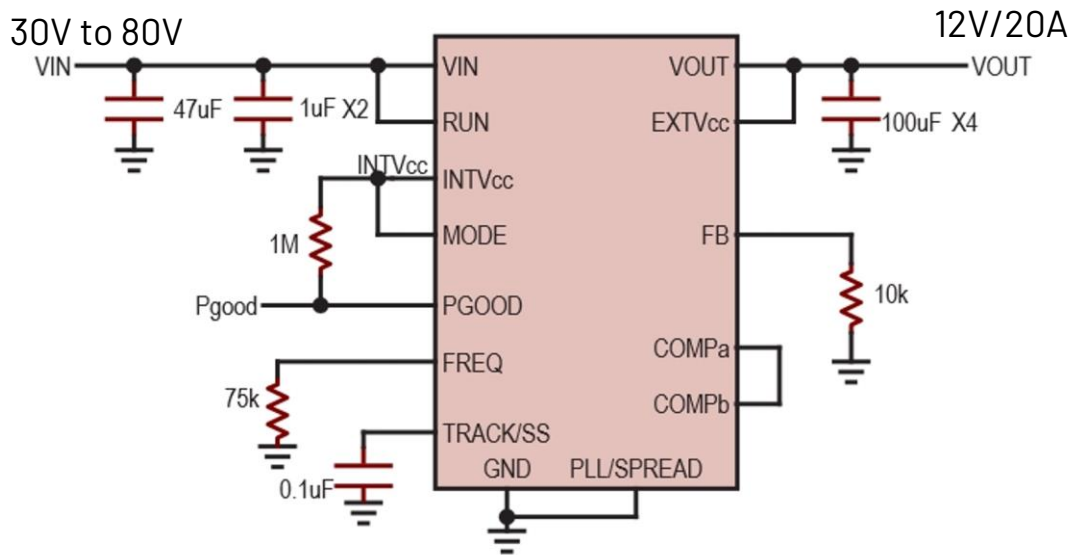 30V to 80V
12V/20A
VIN
47uF
1uF X2
VIN
VOUT
VOUT
RUN
EXTVcc
100uF X4
INTVcc
INTVcc
1M
MODE
FB
Pgood
PGOOD
10k
FREQ
COMPa
75k
COMPb
TRACK/SS
0.1uF
GND
PLL/SPREAD